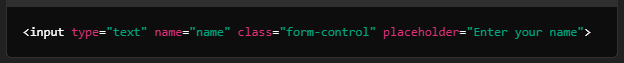 <input type="text" name="name" class="form-control" placeholder="Enter your name">